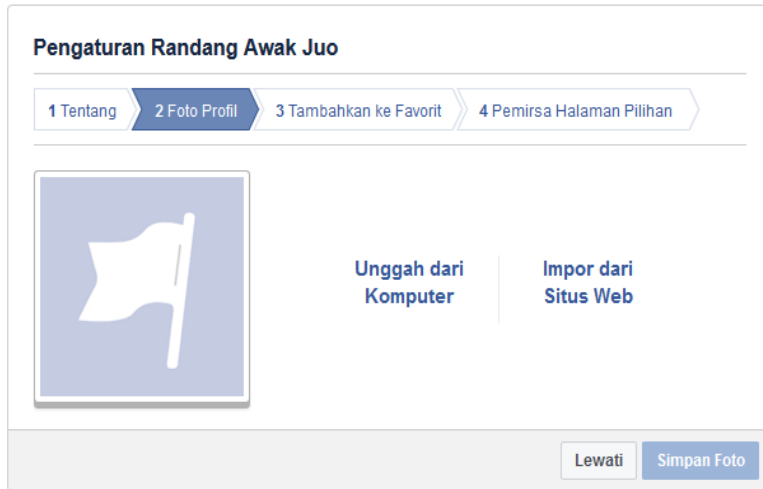 Pengaturan Randang Awak Juo
1 Tentang 2 Foto Profil 3 Tambahkan ke Favorit 4 Pemirsa Halaman Pilihan
Unggah dari
Komputer
Impor dari
Situs Web
Lewati Simpan Foto